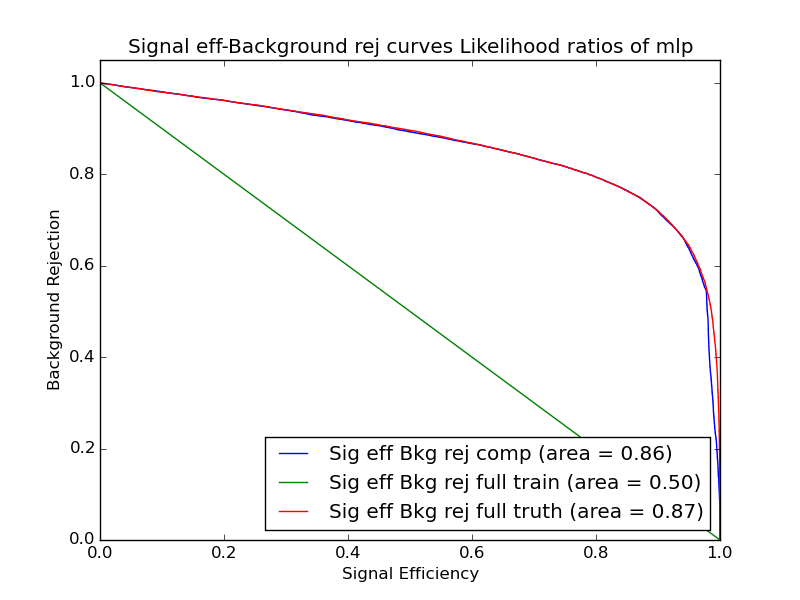 Signal eff-Background rej curves Likelihood ratios of mlp
1.0
0.8
0.6
0.4
0.2
0.0
Background Rejection
Sig eff Bkg rej comp (area = 0.86)
Sig eff Bkg rej full train (area = 0.50)
Sig eff Bkg rej full truth (area = 0.87)
0.0 0.2 0.4 0.6 0.8 1.0
Signal Efficiency